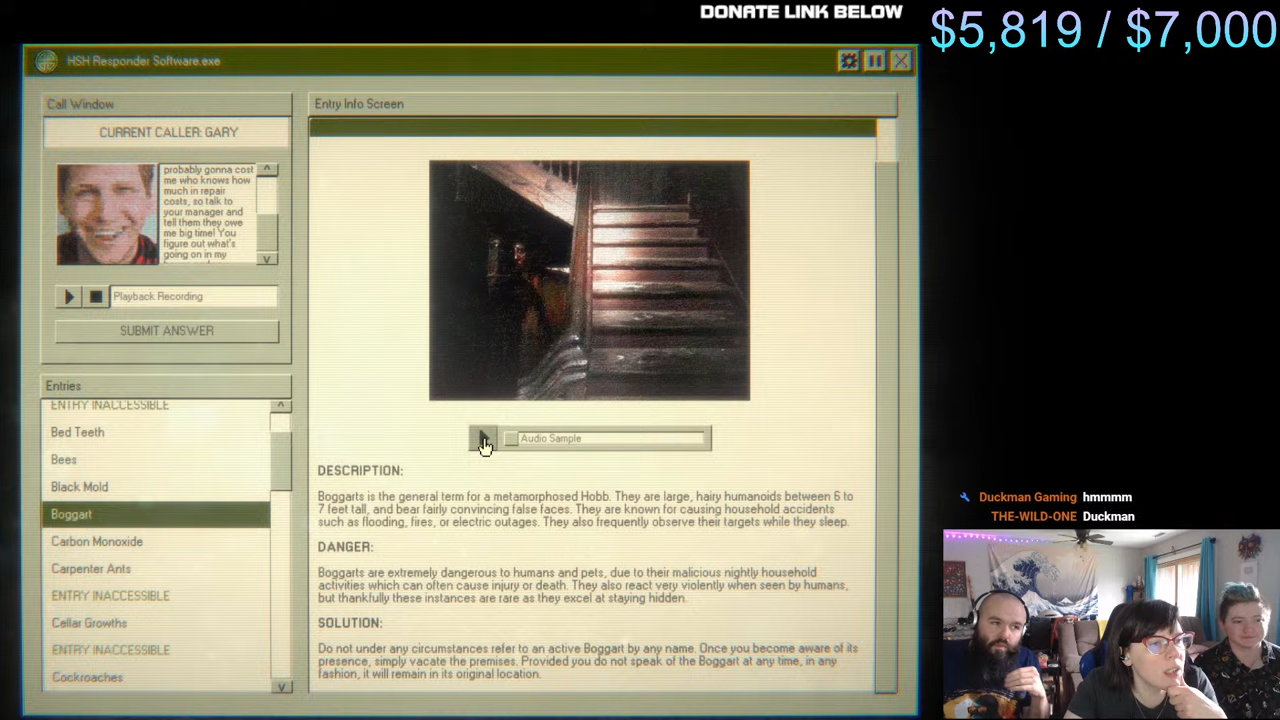 DONATE LINK BELOW
$5,819 / $7,000
HSH Responder Software.exe
Call Window
CURRENT CALLER: GARY
probably gonna cost
me who knows how
much in repair
costs, so talk to
your manager and
tell them they owe
me big time! You
figure out what's
going on in my
Playback Recording
SUBMIT ANSWER
Entries
ENTRY INACCESSIBLE
Bed Teeth
Bees
Black Mold
Boggart
Carbon Monoxide
Carpenter Ants
ENTRY INACCESSIBLE
Cellar Growths
ENTRY INACCESSIBLE
Cockroaches
Entry Info Screen
Audio Sample
DESCRIPTION:
Boggarts is the general term for a metamorphosed Hobb. They are large, hairy humanoids between 6 to
7 feet tall, and bear fairly convincing false faces. They are known for causing household accidents
such as flooding, fires, or electric outages. They also frequently observe their targets while they sleep.
DANGER:
Boggarts are extremely dangerous to humans and pets, due to their malicious nightly household
activities which can often cause injury or death. They also react very violently when seen by humans,
but thankfully these instances are rare as they excel at staying hidden.
SOLUTION:
Do not under any circumstances refer to an active Boggart by any name. Once you become aware of its
presence, simply vacate the premises. Provided you do not speak of the Boggart at any time, in any
fashion, it will remain in its original location.
Duckman Gaming hmmmm
THE-WILD-ONE Duckman